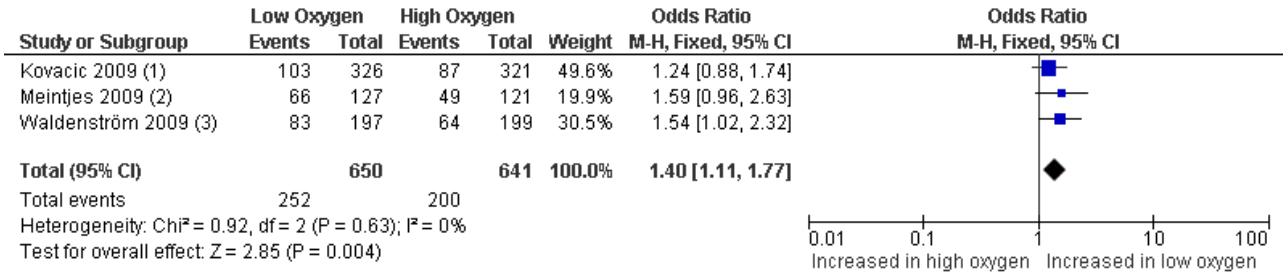 Low Oxygen High Oxygen Odds Ratio Odds Ratio
Study or Subgroup Events Total Events Total Weight M-H, Fixed, 95% CI M-H, Fixed, 95% CI
Kovacic 2009 (1) 103 326 87 321 49.6% 1.24 [0.88, 1.74]
Meintjes 2009 (2) 66 127 49 121 19.9% 1.59 [0.96, 2.63]
Waldenström 2009 (3) 83 197 64 199 30.5% 1.54 [1.02, 2.32]
Total (95% CI) 650 641 100.0% 1.40 [1.11, 1.77]
Total events 252 200
Heterogeneity: Chi² = 0.92, df = 2 (P = 0.63); I² = 0%
Test for overall effect: Z = 2.85 (P = 0.004)
0.01 0.1 1 10 100
Increased in high oxygen Increased in low oxygen